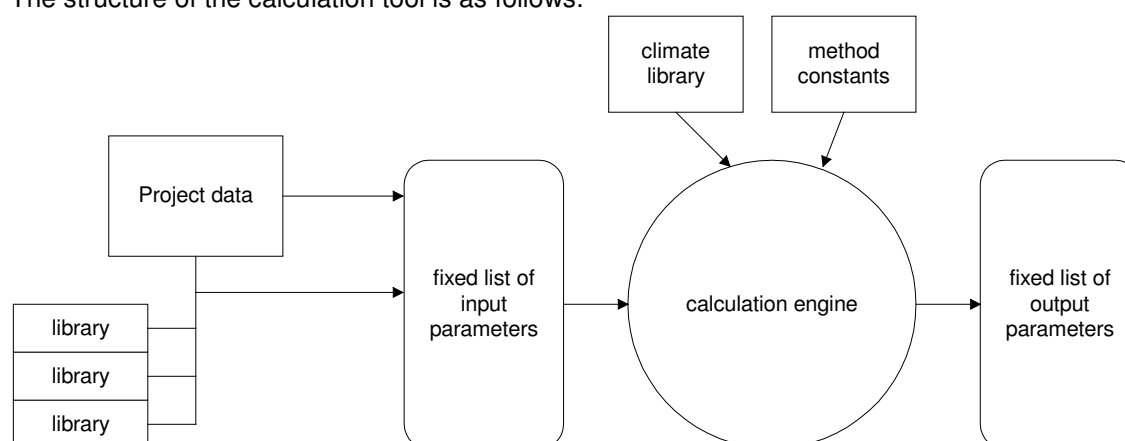 The structure of the calculation tool is as follows:
climate
library
method
constants
Project data
fixed list of
input
parameters
calculation engine
fixed list of
output
parameters
library
library
library